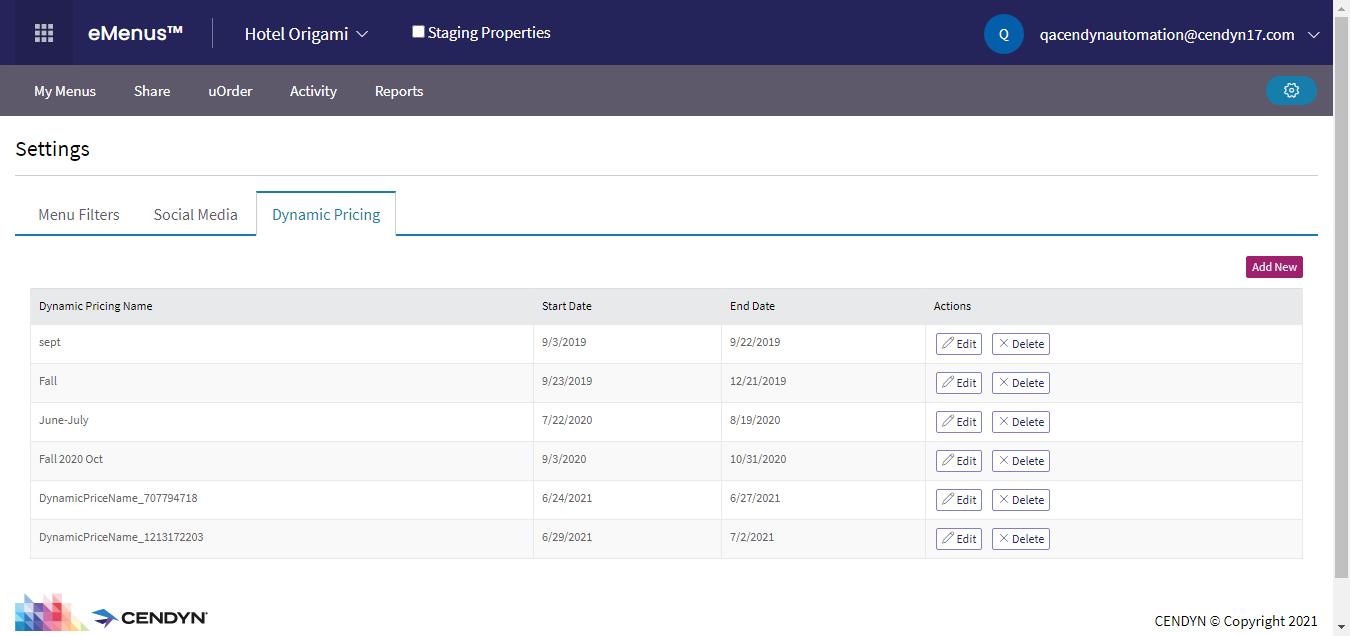 eMenus™ Hotel Origami Staging Properties Q qacendynautomation@cendyn17.com
My Menus Share uOrder Activity Reports
Settings
Menu Filters Social Media Dynamic Pricing
Add New
Dynamic Pricing Name Start Date End Date Actions
sept 9/3/2019 9/22/2019 Edit Delete
Fall 9/23/2019 12/21/2019 Edit Delete
June-July 7/22/2020 8/19/2020 Edit Delete
Fall 2020 Oct 9/3/2020 10/31/2020 Edit Delete
DynamicPriceName_707794718 6/24/2021 6/27/2021 Edit Delete
DynamicPriceName_1213172203 6/29/2021 7/2/2021 Edit Delete
CENDYN CENDYN © Copyright 2021